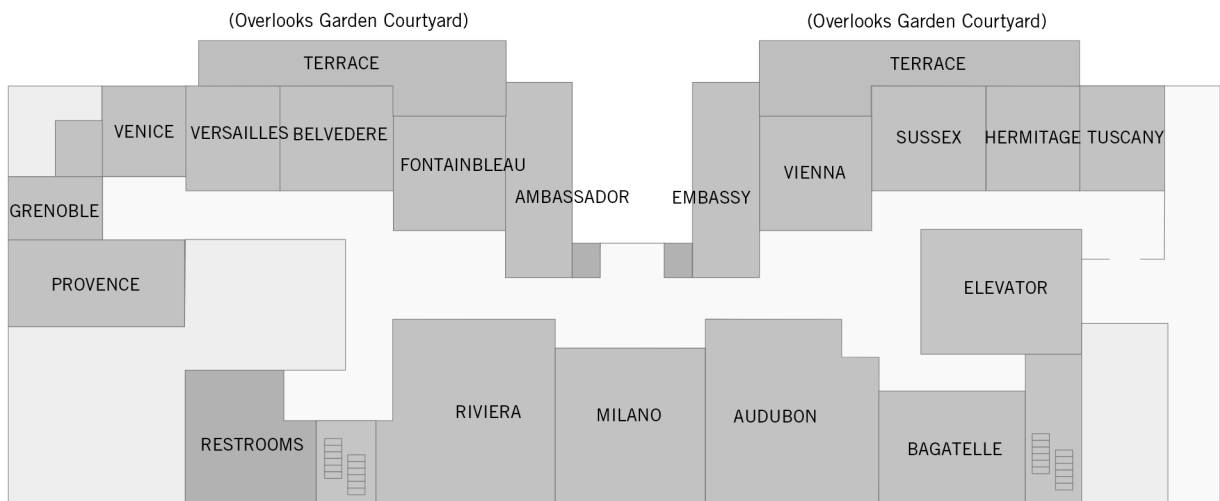 (Overlooks Garden Courtyard)
(Overlooks Garden Courtyard)
TERRACE
TERRACE
VENICE
VERSAILLES
BELVEDERE
FONTAINBLEAU
AMBASSADOR
EMBASSY
VIENNA
SUSSEX
HERMITAGE
TUSCANY
GRENOBLE
PROVENCE
ELEVATOR
RESTROOMS
RIVIERA
MILANO
AUDUBON
BAGATELLE